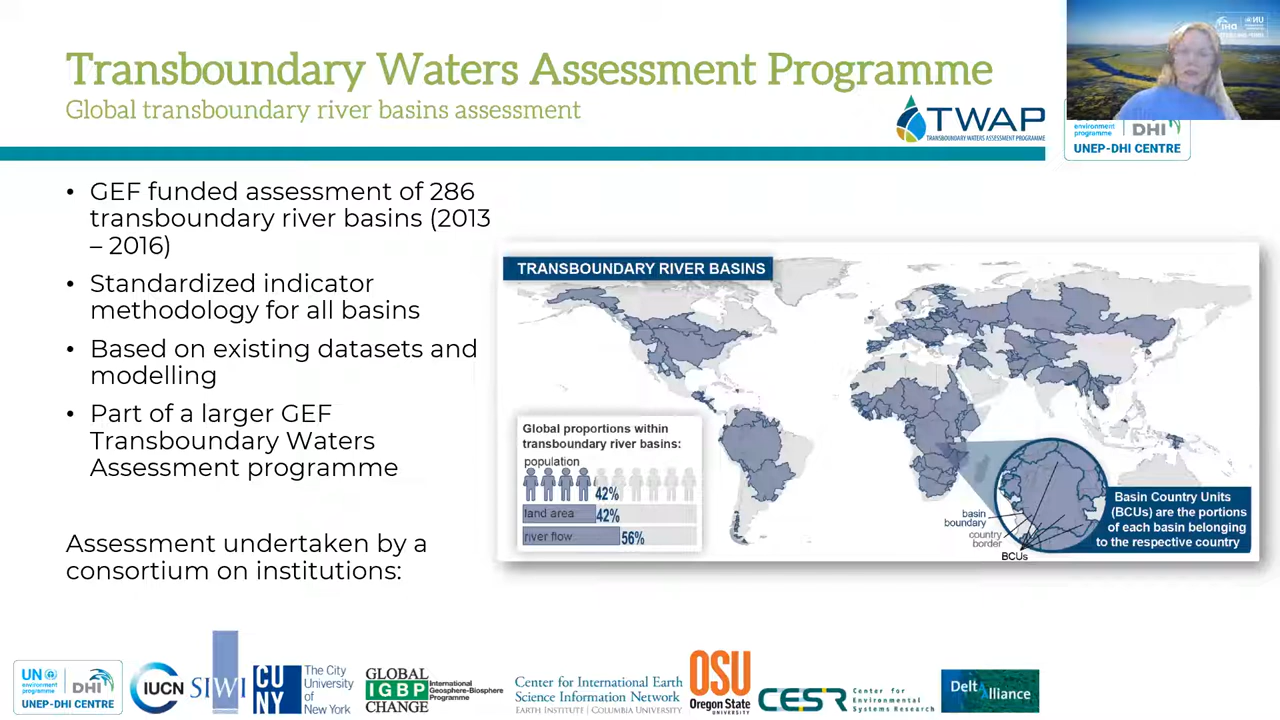 Transboundary Waters Assessment Programme
Global transboundary river basins assessment
TWAP
TRANSBOUNDARY WATERS ASSESSMENT PROGRAMME
environment
programme
DHI
UNEP-DHI CENTRE
• GEF funded assessment of 286
transboundary river basins (2013
– 2016)
• Standardized indicator
methodology for all basins
• Based on existing datasets and
modelling
• Part of a larger GEF
Transboundary Waters
Assessment programme
Assessment undertaken by a
consortium on institutions:
TRANSBOUNDARY RIVER BASINS
Global proportions within
transboundary river basins:
population
42%
land area
42%
river flow
56%
basin
boundary
country
border
BCUs
Basin Country Units
(BCUs) are the portions
of each basin belonging
to the respective country
UN
environment
programme
DHI
UNEP-DHI CENTRE
IUCN
SIWI
CU
NY
The City
University
of
New York
GLOBAL
IGBP
CHANGE
International
Geosphere-Biosphere
Programme
Center for International Earth
Science Information Network
EARTH INSTITUTE | COLUMBIA UNIVERSITY
OSU
Oregon State
UNIVERSITY
CESR
Center for
Environmental
Systems Research
Delta Alliance